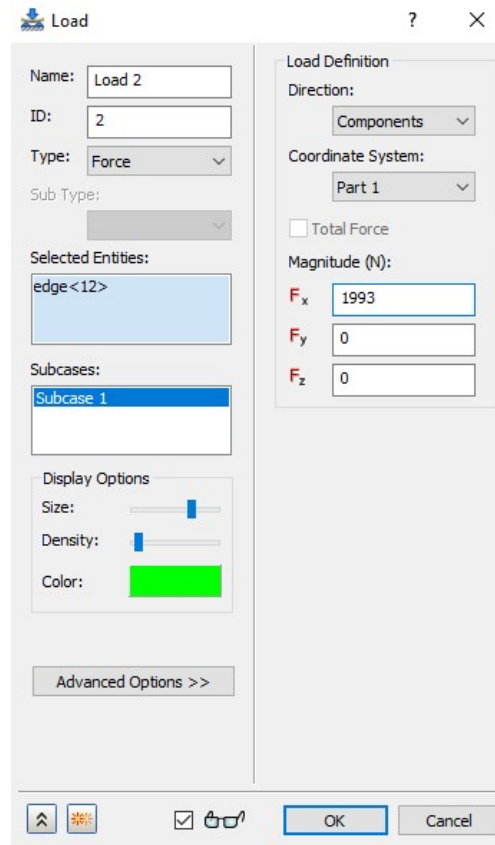 Load
Name: Load 2
ID: 2
Type: Force
Sub Type:
Selected Entities:
edge<12>
Subcases:
Subcase 1
Display Options
Size:
Density:
Color:
Advanced Options >>
Load Definition
Direction:
Components
Coordinate System:
Part 1
Total Force
Magnitude (N):
Fx 1993
Fy 0
Fz 0
OK Cancel